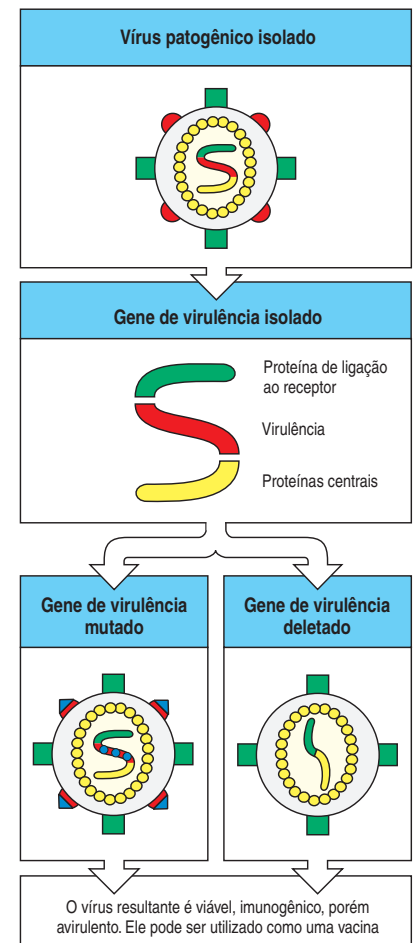 Vírus patogênico isolado
Gene de virulência isolado
Proteína de ligação
ao receptor
Virulência
Proteínas centrais
Gene de virulência
mutado
Gene de virulência
deletado
O vírus resultante é viável, imunogênico, porém
avirulento. Ele pode ser utilizado como uma vacina